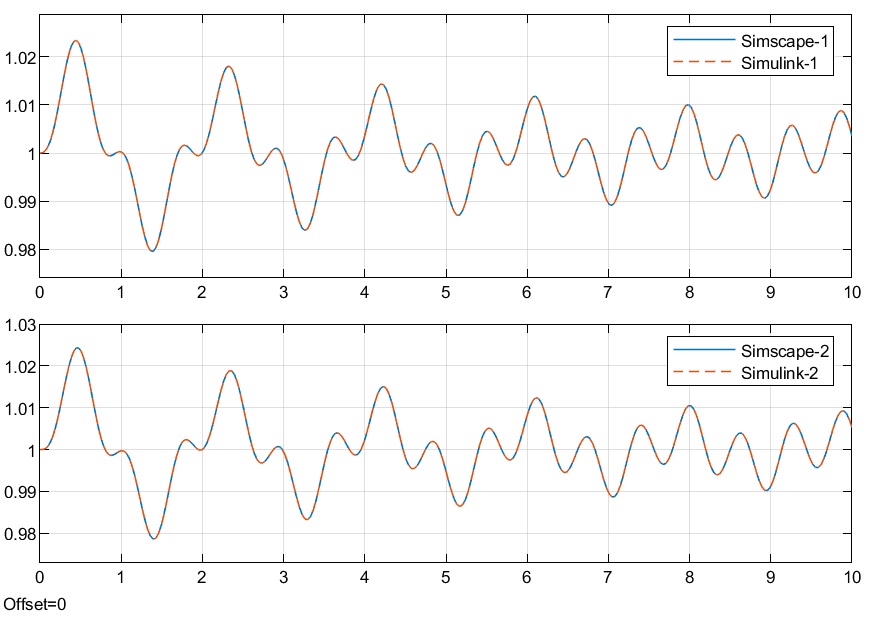 1.02
1.01
1
0.99
0.98
Simscape-1
Simulink-1
0 1 2 3 4 5 6 7 8 9 10
1.03
1.02
1.01
1
0.99
0.98
Simscape-2
Simulink-2
0 1 2 3 4 5 6 7 8 9 10
Offset=0